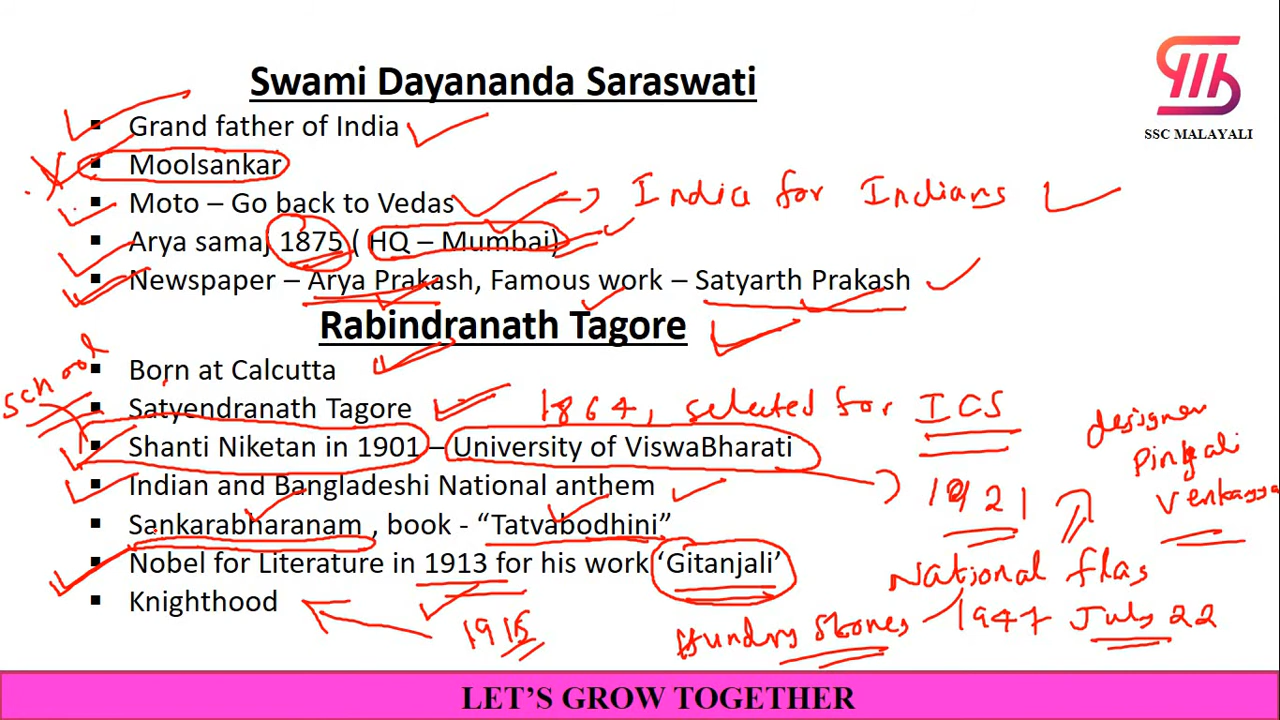 Swami Dayananda Saraswati
SSC MALAYALI
▪ Grand father of India
▪ Moolsankar
▪ Moto – Go back to Vedas India for Indians
▪ Arya samaj 1875 ( HQ – Mumbai)
▪ Newspaper – Arya Prakash, Famous work – Satyarth Prakash
Rabindranath Tagore
▪ Born at Calcutta
School
▪ Satyendranath Tagore 1864, selected for ICS
designer
Pingali
Venkayya
▪ Shanti Niketan in 1901 – University of ViswaBharati
▪ Indian and Bangladeshi National anthem 1921
▪ Sankarabharanam , book - “Tatvabodhini”
▪ Nobel for Literature in 1913 for his work ‘Gitanjali’
National flag
▪ Knighthood 1915
Hundry Stones 1947 July 22
LET’S GROW TOGETHER